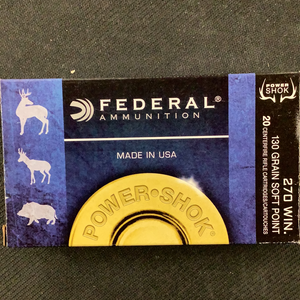 FEDERAL®
AMMUNITION
MADE IN USA
POWER•SHOK®
POWER
SHOK
270 WIN.
130 GRAIN SOFT POINT
20 CENTERFIRE RIFLE CARTRIDGES/CARTOUCHES